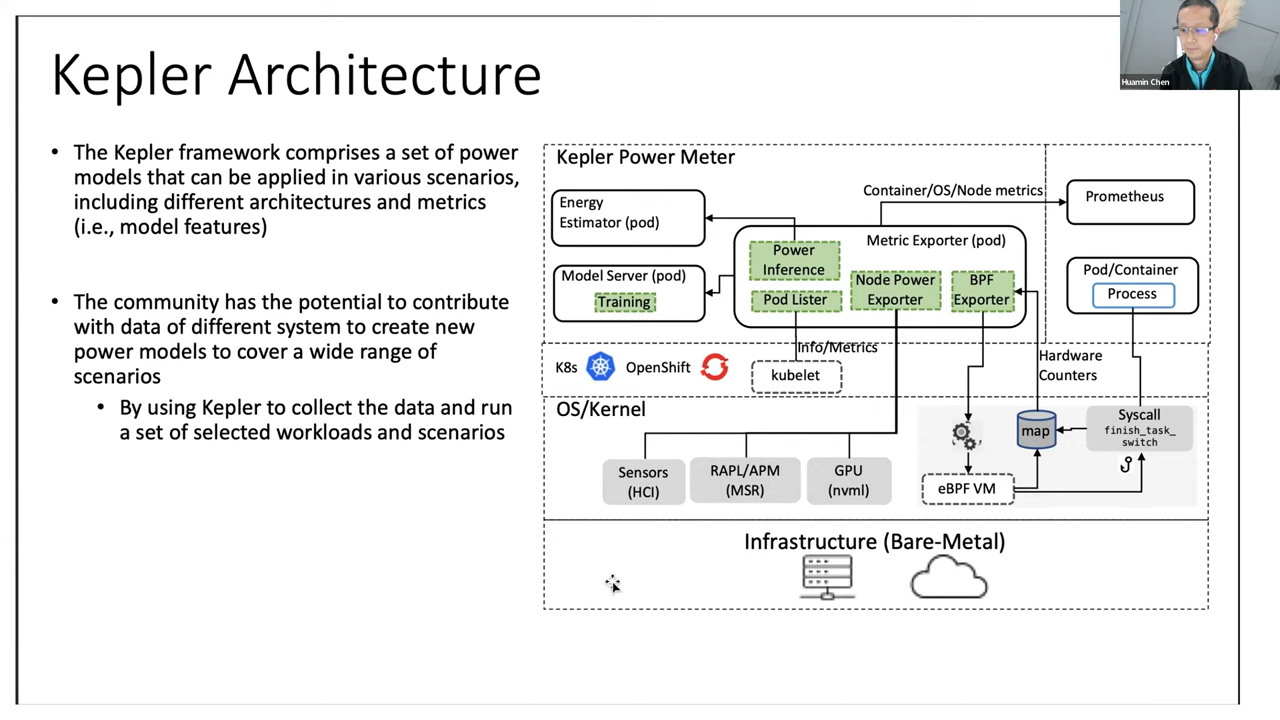 Kepler Architecture
Huamin Chen
• The Kepler framework comprises a set of power
models that can be applied in various scenarios,
including different architectures and metrics
(i.e., model features)
• The community has the potential to contribute
with data of different system to create new
power models to cover a wide range of
scenarios
• By using Kepler to collect the data and run
a set of selected workloads and scenarios
Kepler Power Meter
Energy
Estimator (pod)
Model Server (pod)
Training
Container/OS/Node metrics
Metric Exporter (pod)
Power
Inference
Pod Lister
Node Power
Exporter
BPF
Exporter
Prometheus
Pod/Container
Process
Info/Metrics
Hardware
Counters
K8s
OpenShift
kubelet
OS/Kernel
Sensors
(HCI)
RAPL/APM
(MSR)
GPU
(nvml)
eBPF VM
map
Syscall
finish_task_
switch
Infrastructure (Bare-Metal)